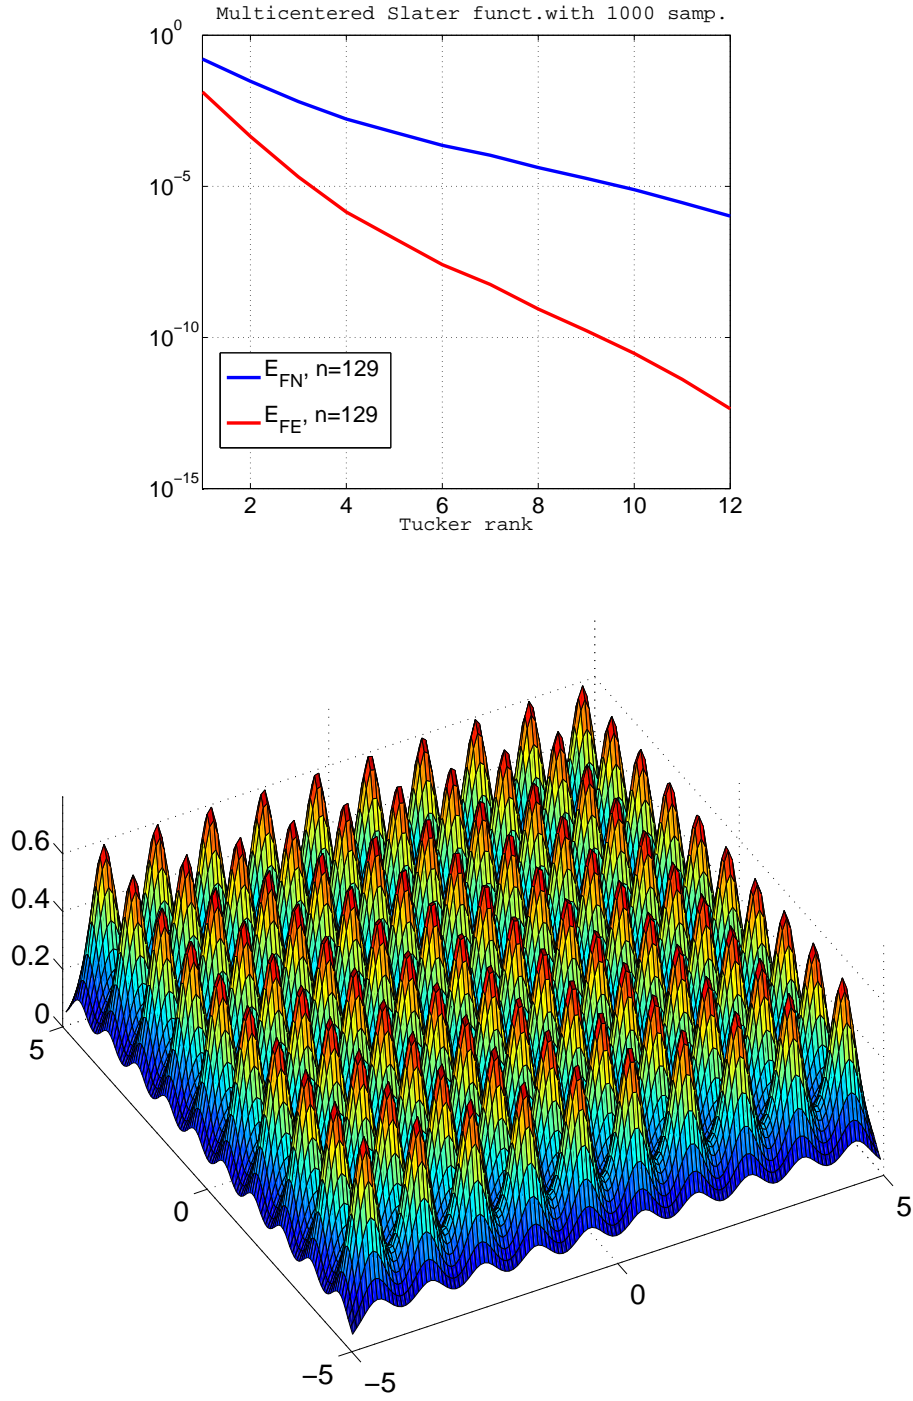 Multicentered Slater funct.with 1000 samp.
10^0
10^−5
10^−10
10^−15
E_FN, n=129
E_FE, n=129
2 4 6 8 10 12
Tucker rank
0.6
0.4
0.2
0
5
0
−5
−5
0
5